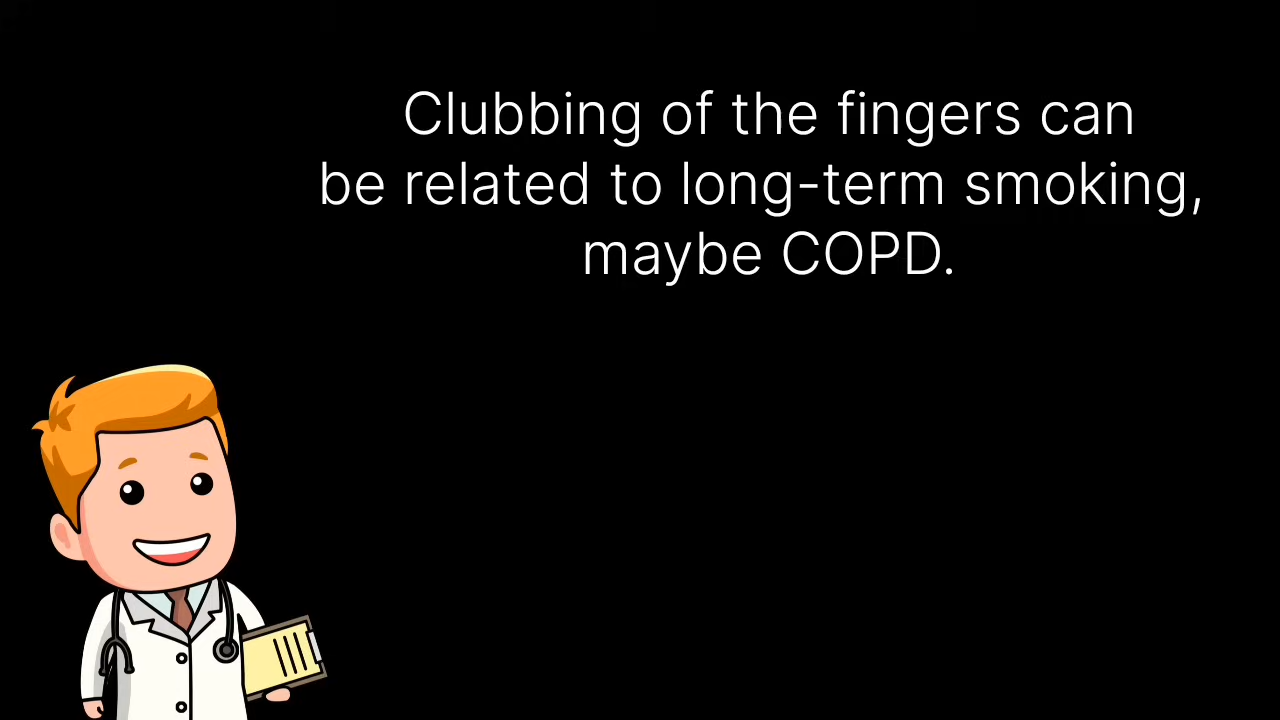 Clubbing of the fingers can
be related to long-term smoking,
maybe COPD.